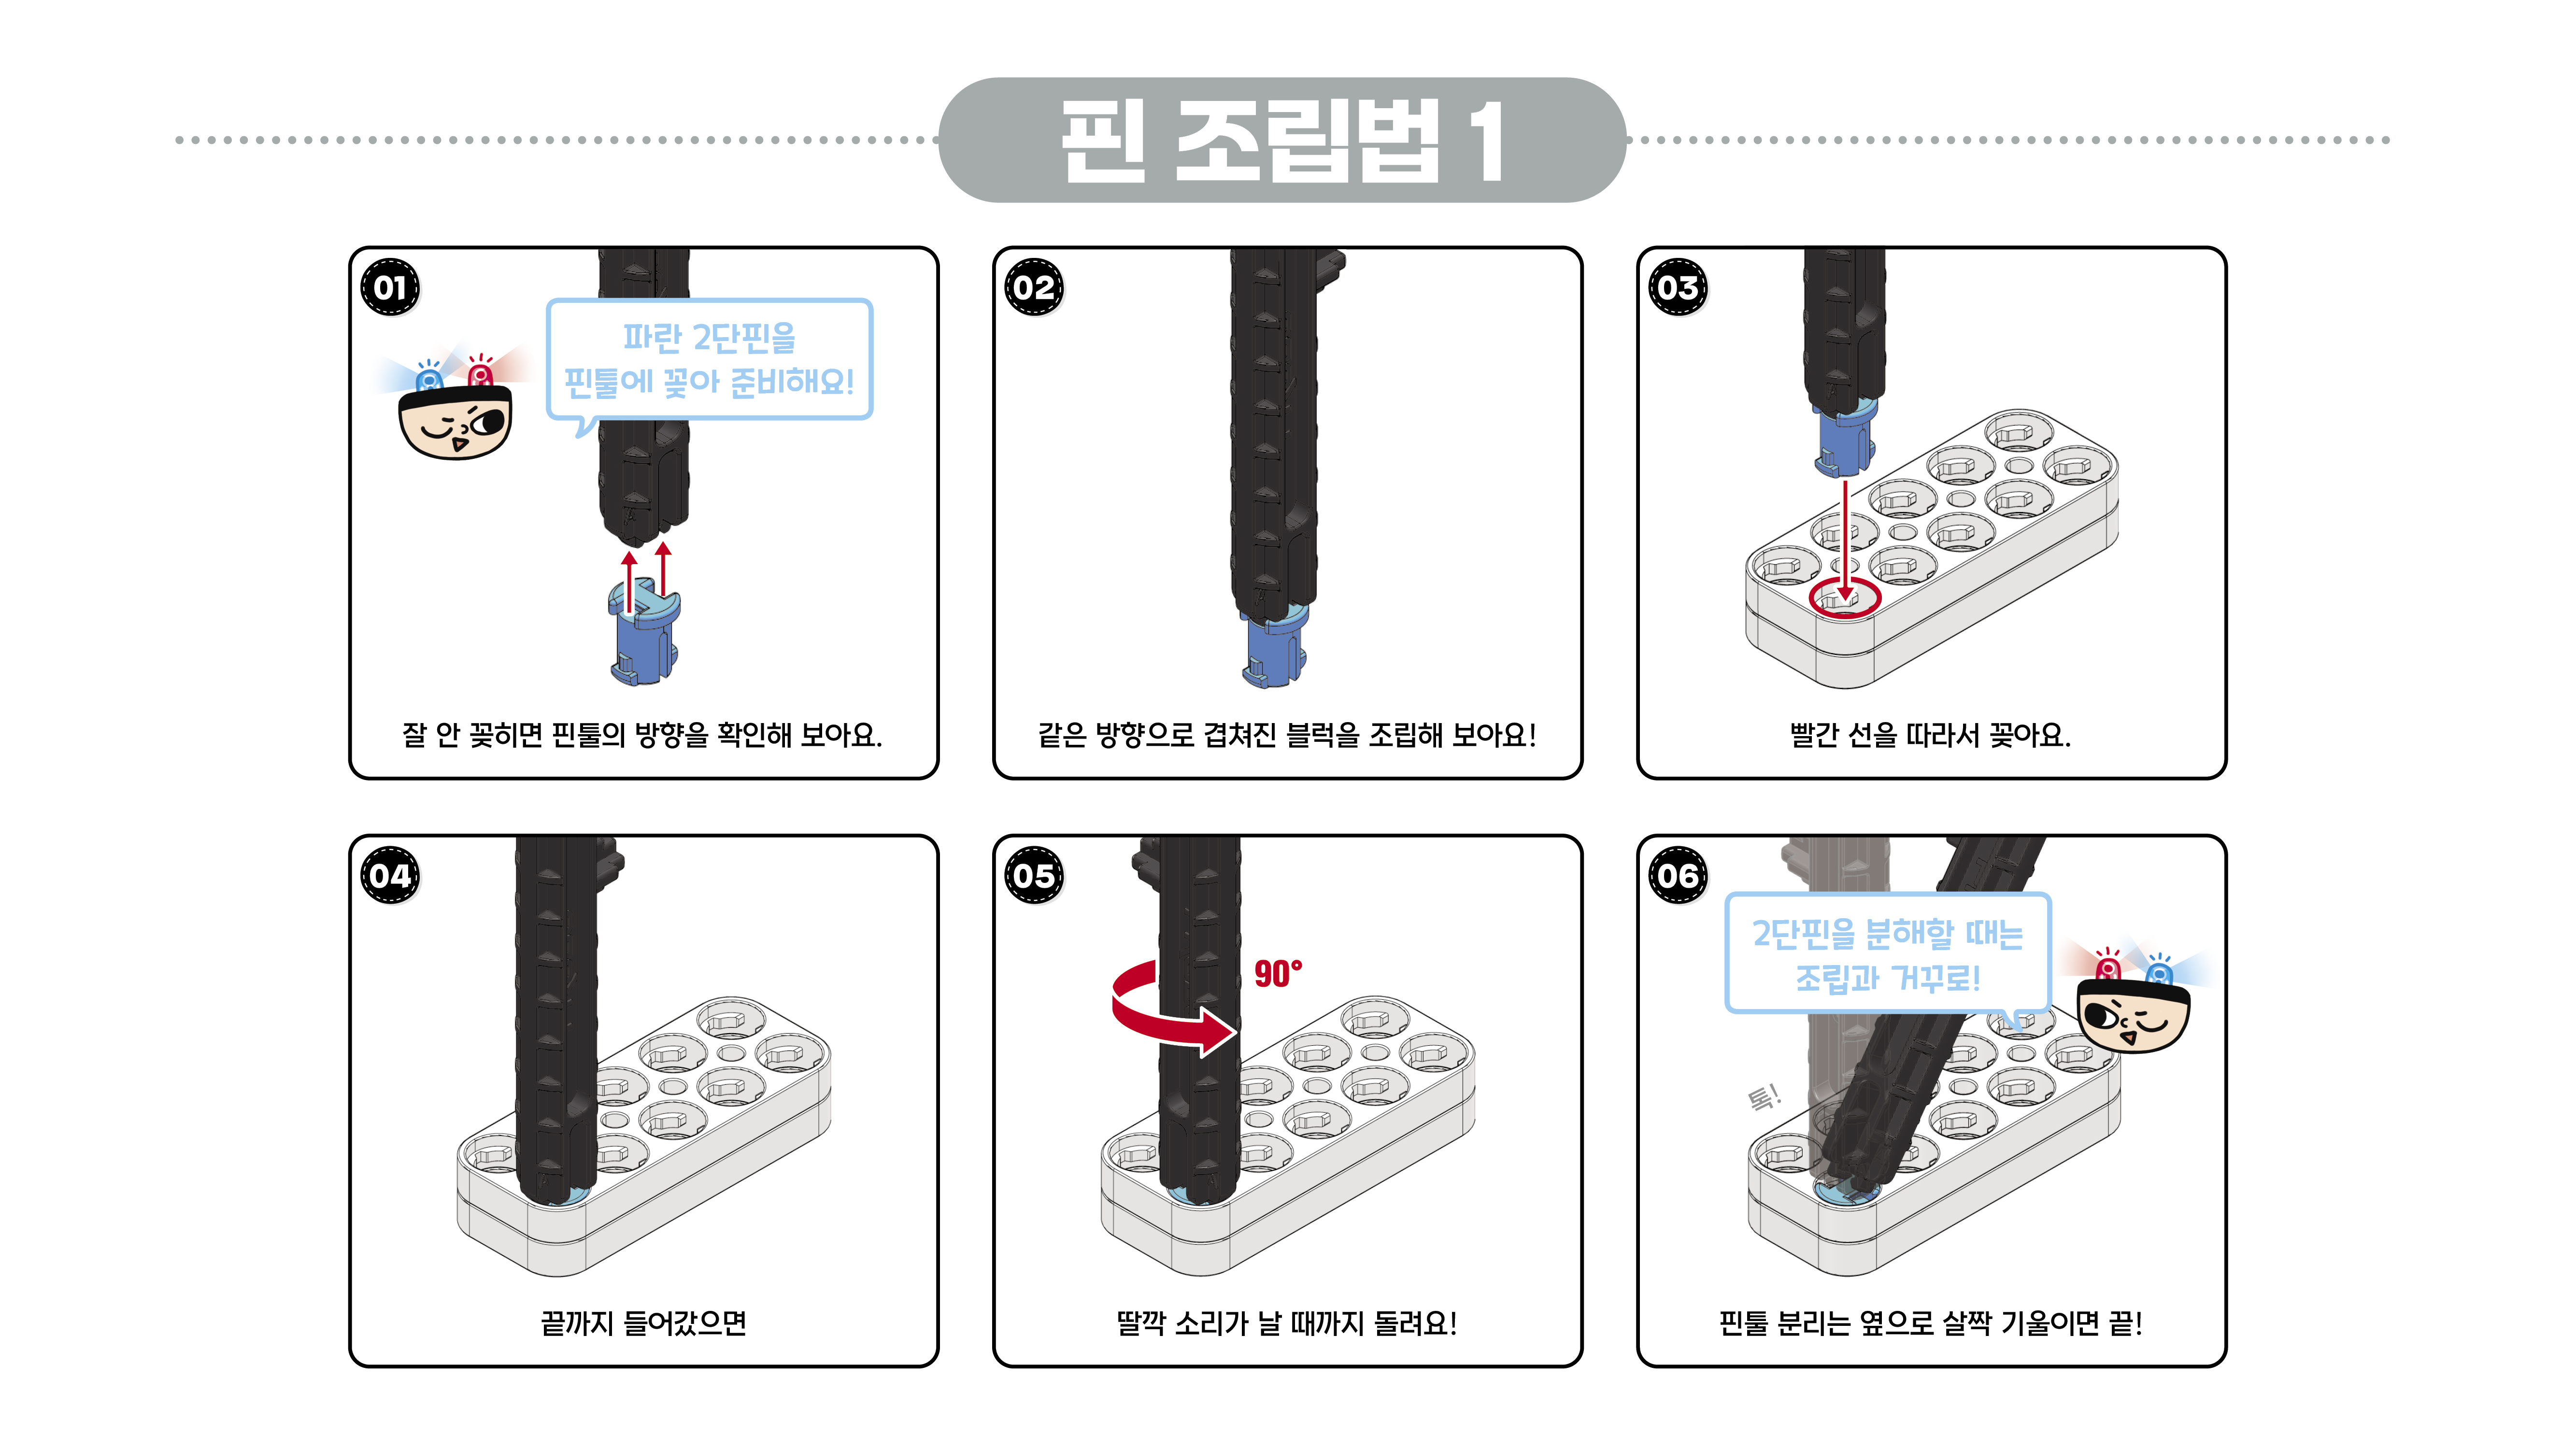 핀 조립법 1
01
파란 2단핀을
핀툴에 꽂아 준비해요!
잘 안 꽂히면 핀툴의 방향을 확인해 보아요.
02
같은 방향으로 겹쳐진 블럭을 조립해 보아요!
03
빨간 선을 따라서 꽂아요.
04
끝까지 들어갔으면
05
90°
딸깍 소리가 날 때까지 돌려요!
06
2단핀을 분해할 때는
조립과 거꾸로!
톡!
핀툴 분리는 옆으로 살짝 기울이면 끝!